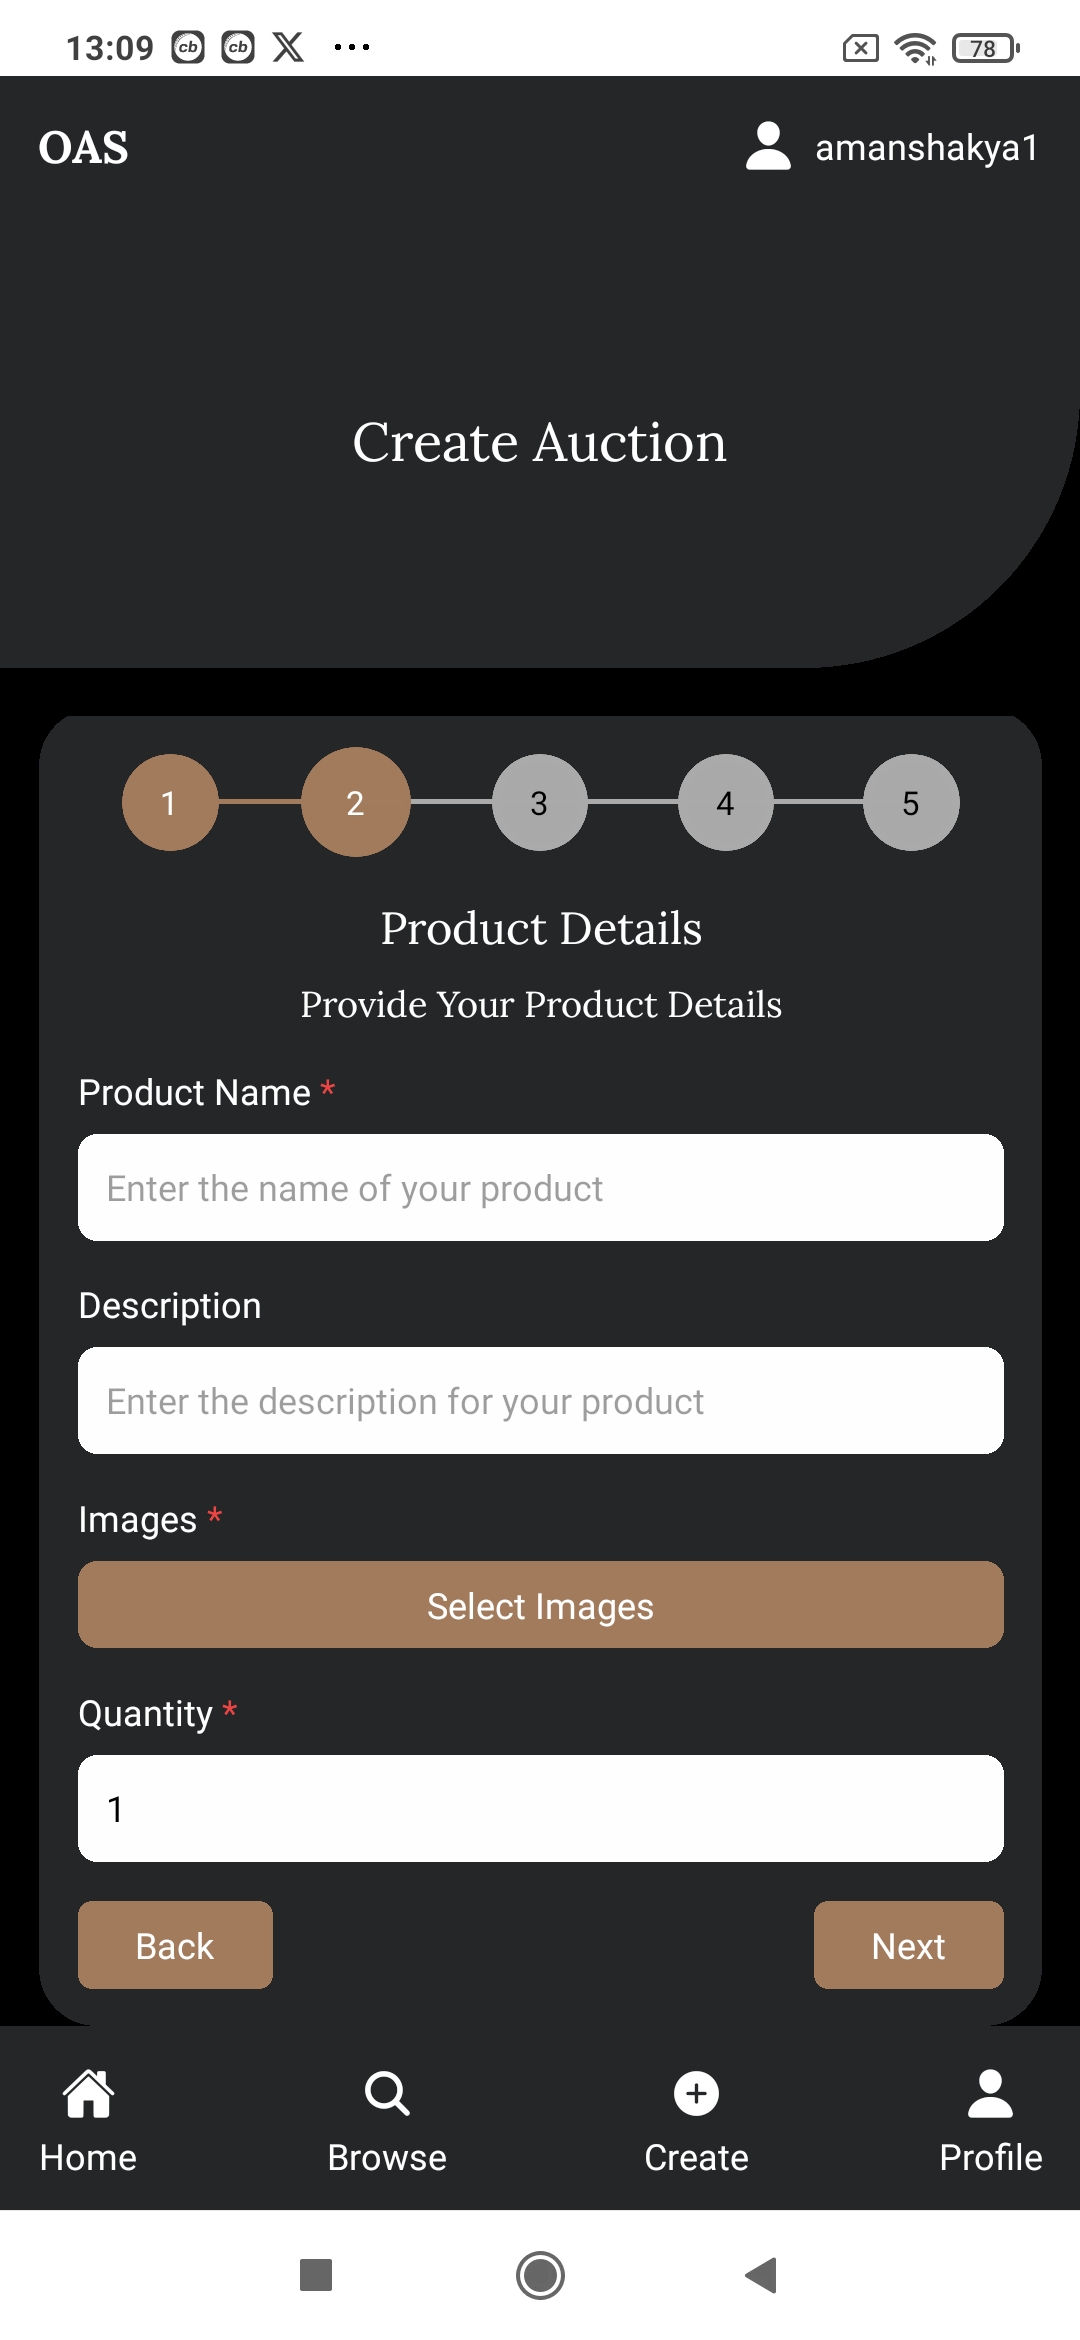 13:09 cb cb X ... 78
OAS amanshakya1
Create Auction
1 2 3 4 5
Product Details
Provide Your Product Details
Product Name *
Enter the name of your product
Description
Enter the description for your product
Images *
Select Images
Quantity *
1
Back Next
Home Browse Create Profile